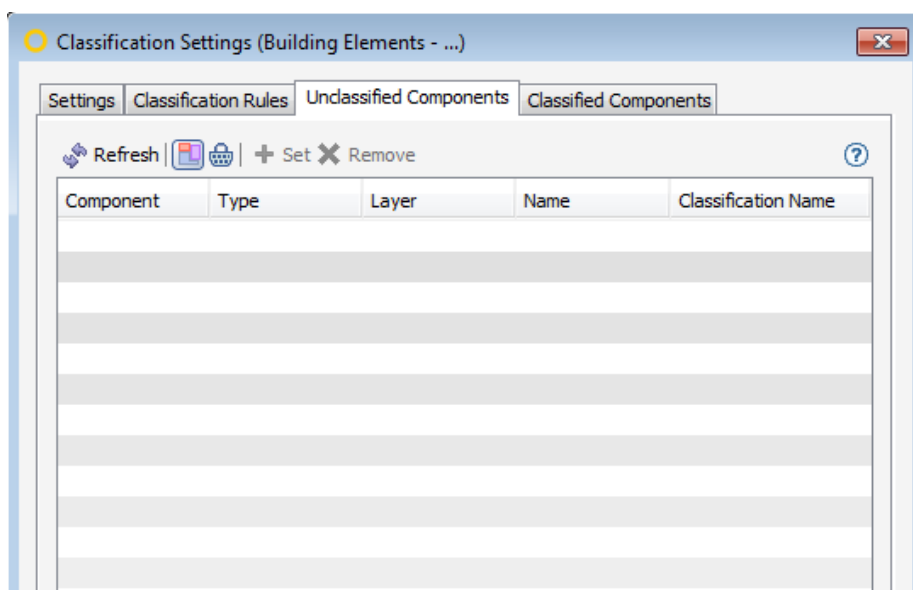 Classification Settings (Building Elements - ...)
Settings Classification Rules Unclassified Components Classified Components
Refresh Set Remove ?
Component Type Layer Name Classification Name